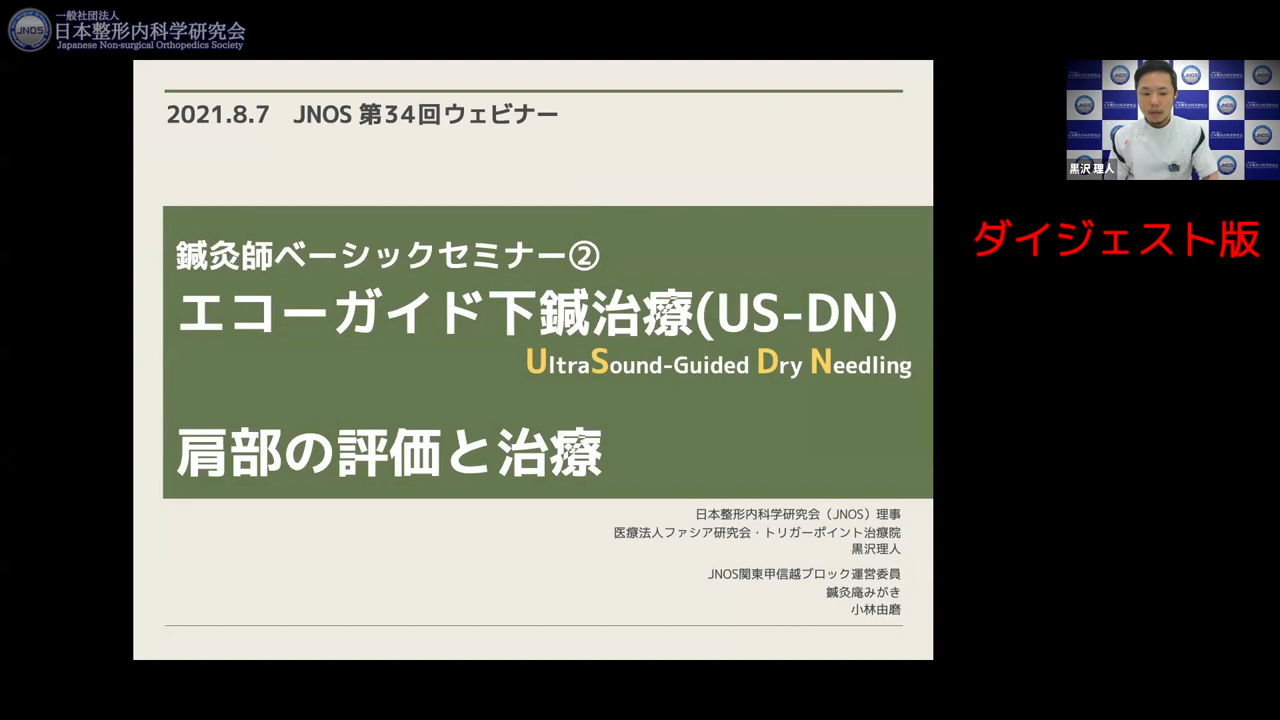 一般社団法人
日本整形内科学研究会
Japanese Non-surgical Orthopedics Society
JNOS
2021.8.7 JNOS 第34回ウェビナー
黒沢 理人
ダイジェスト版
鍼灸師ベーシックセミナー②
エコーガイド下鍼治療(US-DN)
UltraSound-Guided Dry Needling
肩部の評価と治療
日本整形内科学研究会（JNOS）理事
医療法人ファシア研究会・トリガーポイント治療院
黒沢理人
JNOS関東甲信越ブロック運営委員
鍼灸庵みがき
小林由磨